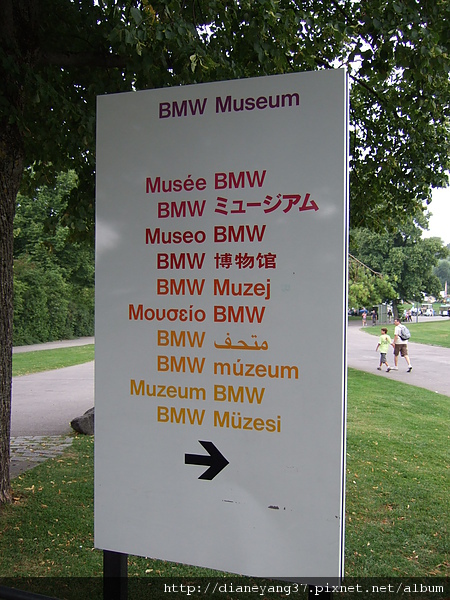 BMW Museum
Musée BMW
BMW ミュージアム
Museo BMW
BMW 博物馆
BMW Muzej
Μουσείο BMW
BMW متحف
BMW múzeum
Muzeum BMW
BMW Müzesi
http://dianeyang37.pixnet.net/album